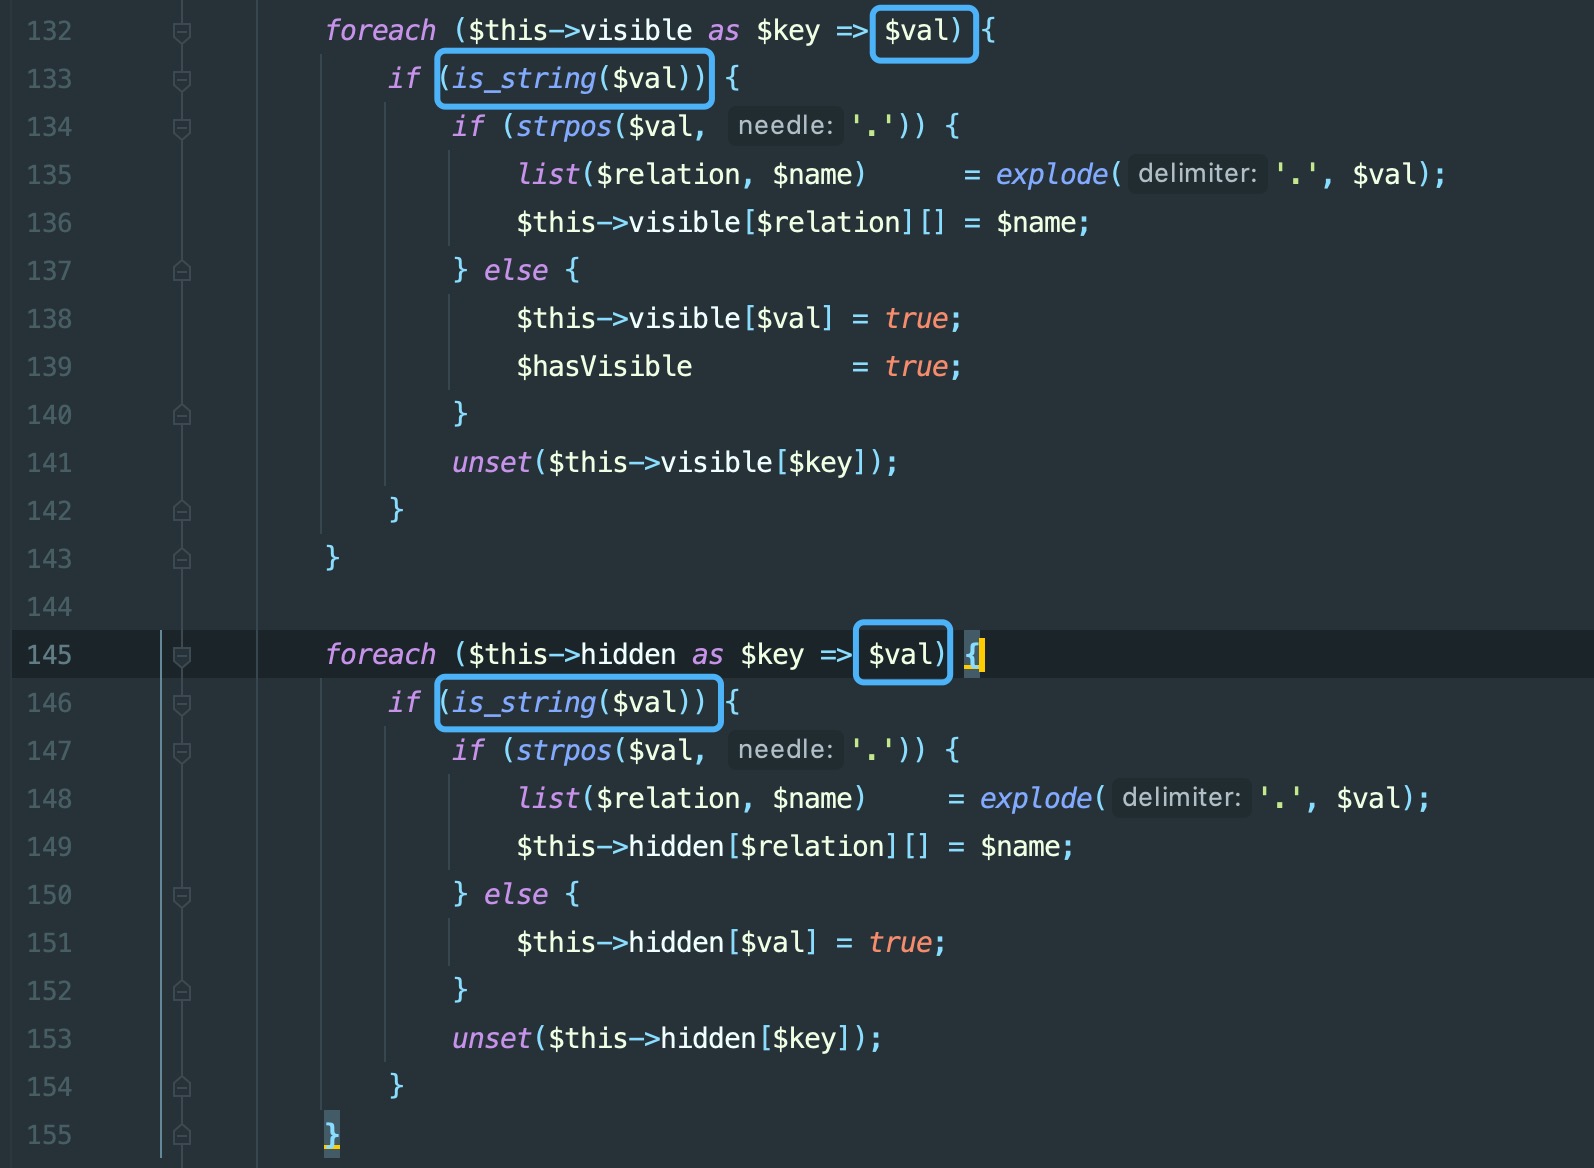 132 foreach ($this->visible as $key => $val) {
133 if (is_string($val)) {
134 if (strpos($val, needle: '.')) {
135 list($relation, $name) = explode( delimiter: '.', $val);
136 $this->visible[$relation][] = $name;
137 } else {
138 $this->visible[$val] = true;
139 $hasVisible = true;
140 }
141 unset($this->visible[$key]);
142 }
143 }
144
145 foreach ($this->hidden as $key => $val) {
146 if (is_string($val)) {
147 if (strpos($val, needle: '.')) {
148 list($relation, $name) = explode( delimiter: '.', $val);
149 $this->hidden[$relation][] = $name;
150 } else {
151 $this->hidden[$val] = true;
152 }
153 unset($this->hidden[$key]);
154 }
155 }